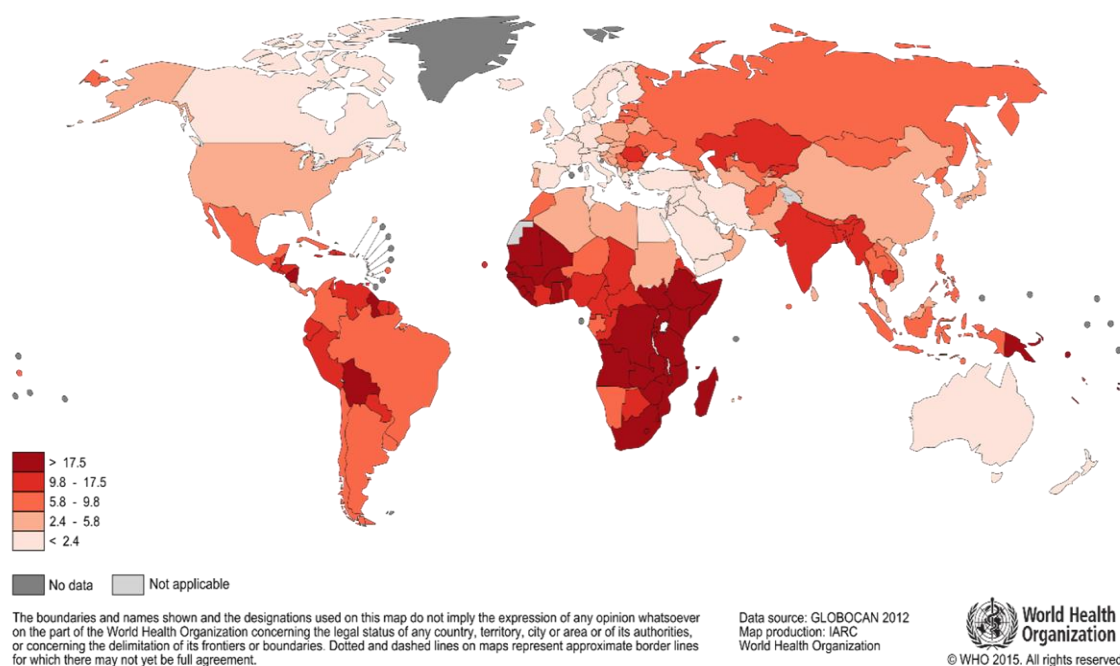 > 17.5
9.8 - 17.5
5.8 - 9.8
2.4 - 5.8
< 2.4
No data
Not applicable
The boundaries and names shown and the designations used on this map do not imply the expression of any opinion whatsoever
on the part of the World Health Organization concerning the legal status of any country, territory, city or area or of its authorities,
or concerning the delimitation of its frontiers or boundaries. Dotted and dashed lines on maps represent approximate border lines
for which there may not yet be full agreement.
Data source: GLOBOCAN 2012
Map production: IARC
World Health Organization
World Health
Organization
© WHO 2015. All rights reserved